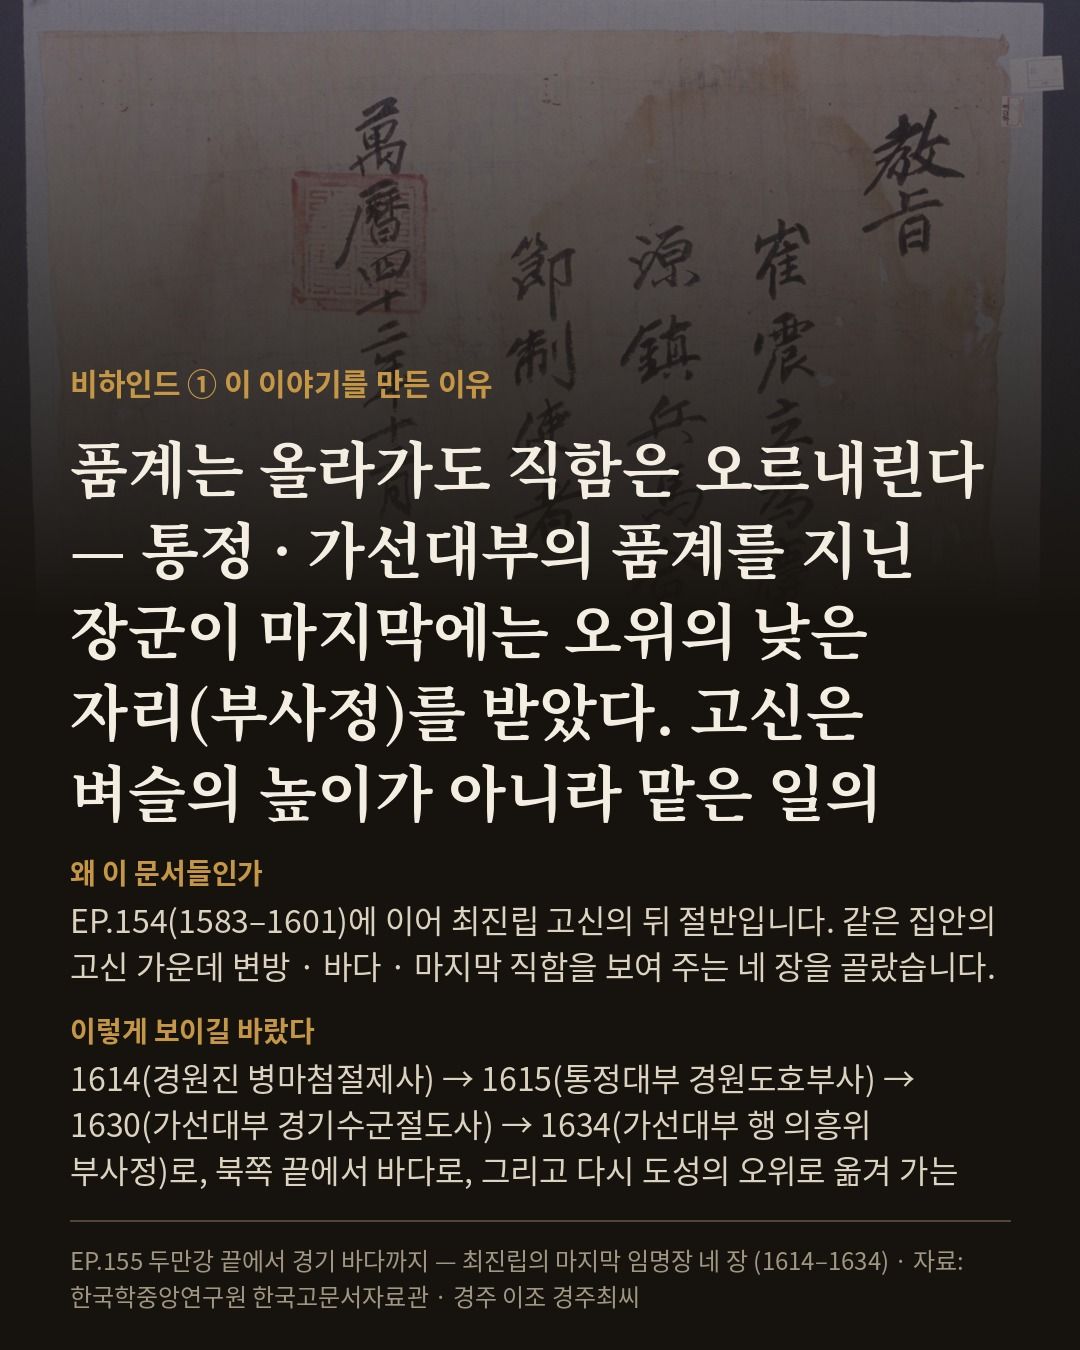 教旨
崔震立爲
源鎮兵馬
節制使者
萬曆四十二年十二月
비하인드 ① 이 이야기를 만든 이유
품계는 올라가도 직함은 오르내린다
— 통정 · 가선대부의 품계를 지닌
장군이 마지막에는 오위의 낮은
자리(부사정)를 받았다. 고신은
벼슬의 높이가 아니라 맡은 일의
왜 이 문서들인가
EP.154(1583–1601)에 이어 최진립 고신의 뒤 절반입니다. 같은 집안의
고신 가운데 변방 · 바다 · 마지막 직함을 보여 주는 네 장을 골랐습니다.
이렇게 보이길 바랐다
1614(경원진 병마첨절제사) → 1615(통정대부 경원도호부사) →
1630(가선대부 경기수군절도사) → 1634(가선대부 행 의흥위
부사정)로, 북쪽 끝에서 바다로, 그리고 다시 도성의 오위로 옮겨 가는
EP.155 두만강 끝에서 경기 바다까지 — 최진립의 마지막 임명장 네 장 (1614–1634) · 자료:
한국학중앙연구원 한국고문서자료관 · 경주 이조 경주최씨